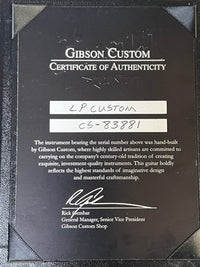 GIBSON CUSTOM
CERTIFICATE OF AUTHENTICITY
LP CUSTOM
CS-83881
The instrument bearing the serial number above was hand-built
by Gibson Custom, where highly skilled artisans are committed to
carrying on the company's century-old tradition of creating
exquisite, investment-quality instruments. This guitar boldly
reflects the highest standards of imaginative design
and masterful craftsmanship.
Rick Gembar
General Manager, Senior Vice President
Gibson Custom Shop